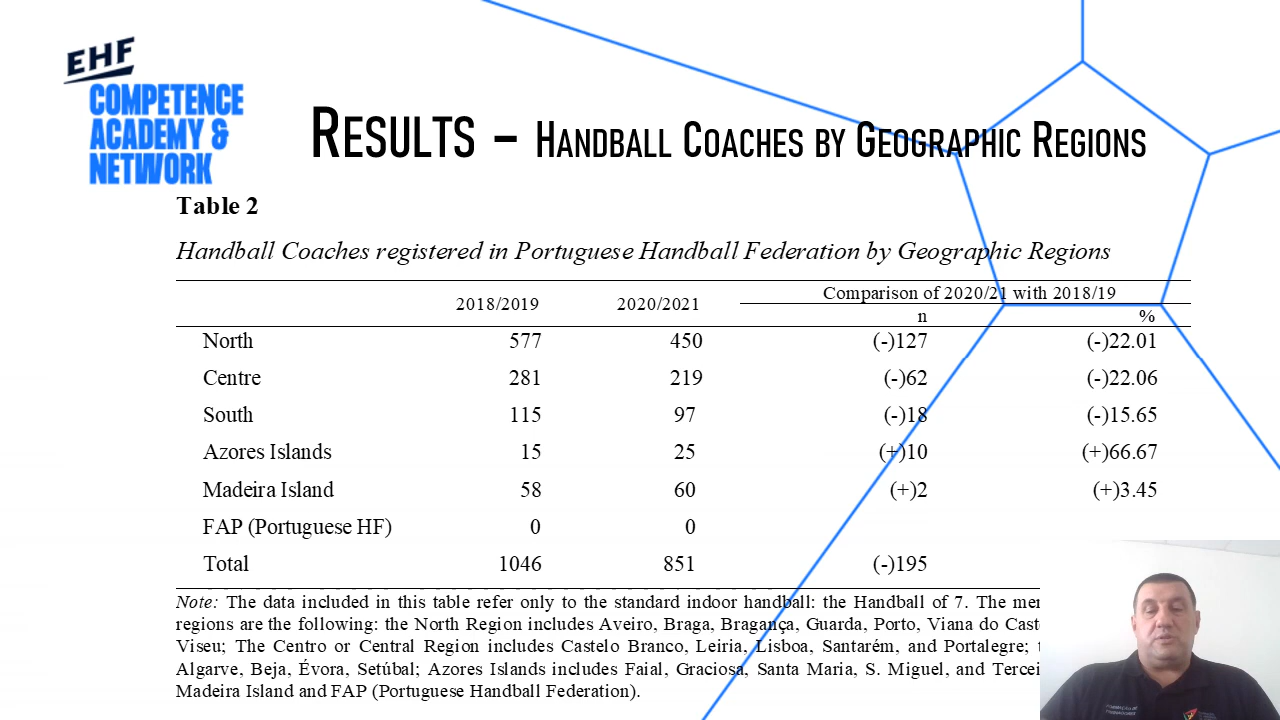 EHF
COMPETENCE
ACADEMY &
NETWORK
RESULTS – HANDBALL COACHES BY GEOGRAPHIC REGIONS
Table 2
Handball Coaches registered in Portuguese Handball Federation by Geographic Regions
2018/2019 2020/2021 Comparison of 2020/21 with 2018/19
n %
North 577 450 (-)127 (-)22.01
Centre 281 219 (-)62 (-)22.06
South 115 97 (-)18 (-)15.65
Azores Islands 15 25 (+)10 (+)66.67
Madeira Island 58 60 (+)2 (+)3.45
FAP (Portuguese HF) 0 0
Total 1046 851 (-)195
Note: The data included in this table refer only to the standard indoor handball: the Handball of 7. The
regions are the following: the North Region includes Aveiro, Braga, Bragança, Guarda, Porto, Viana do
Viseu; The Centro or Central Region includes Castelo Branco, Leiria, Lisboa, Santarém, and Portalegre;
Algarve, Beja, Évora, Setúbal; Azores Islands includes Faial, Graciosa, Santa Maria, S. Miguel, and
Madeira Island and FAP (Portuguese Handball Federation).